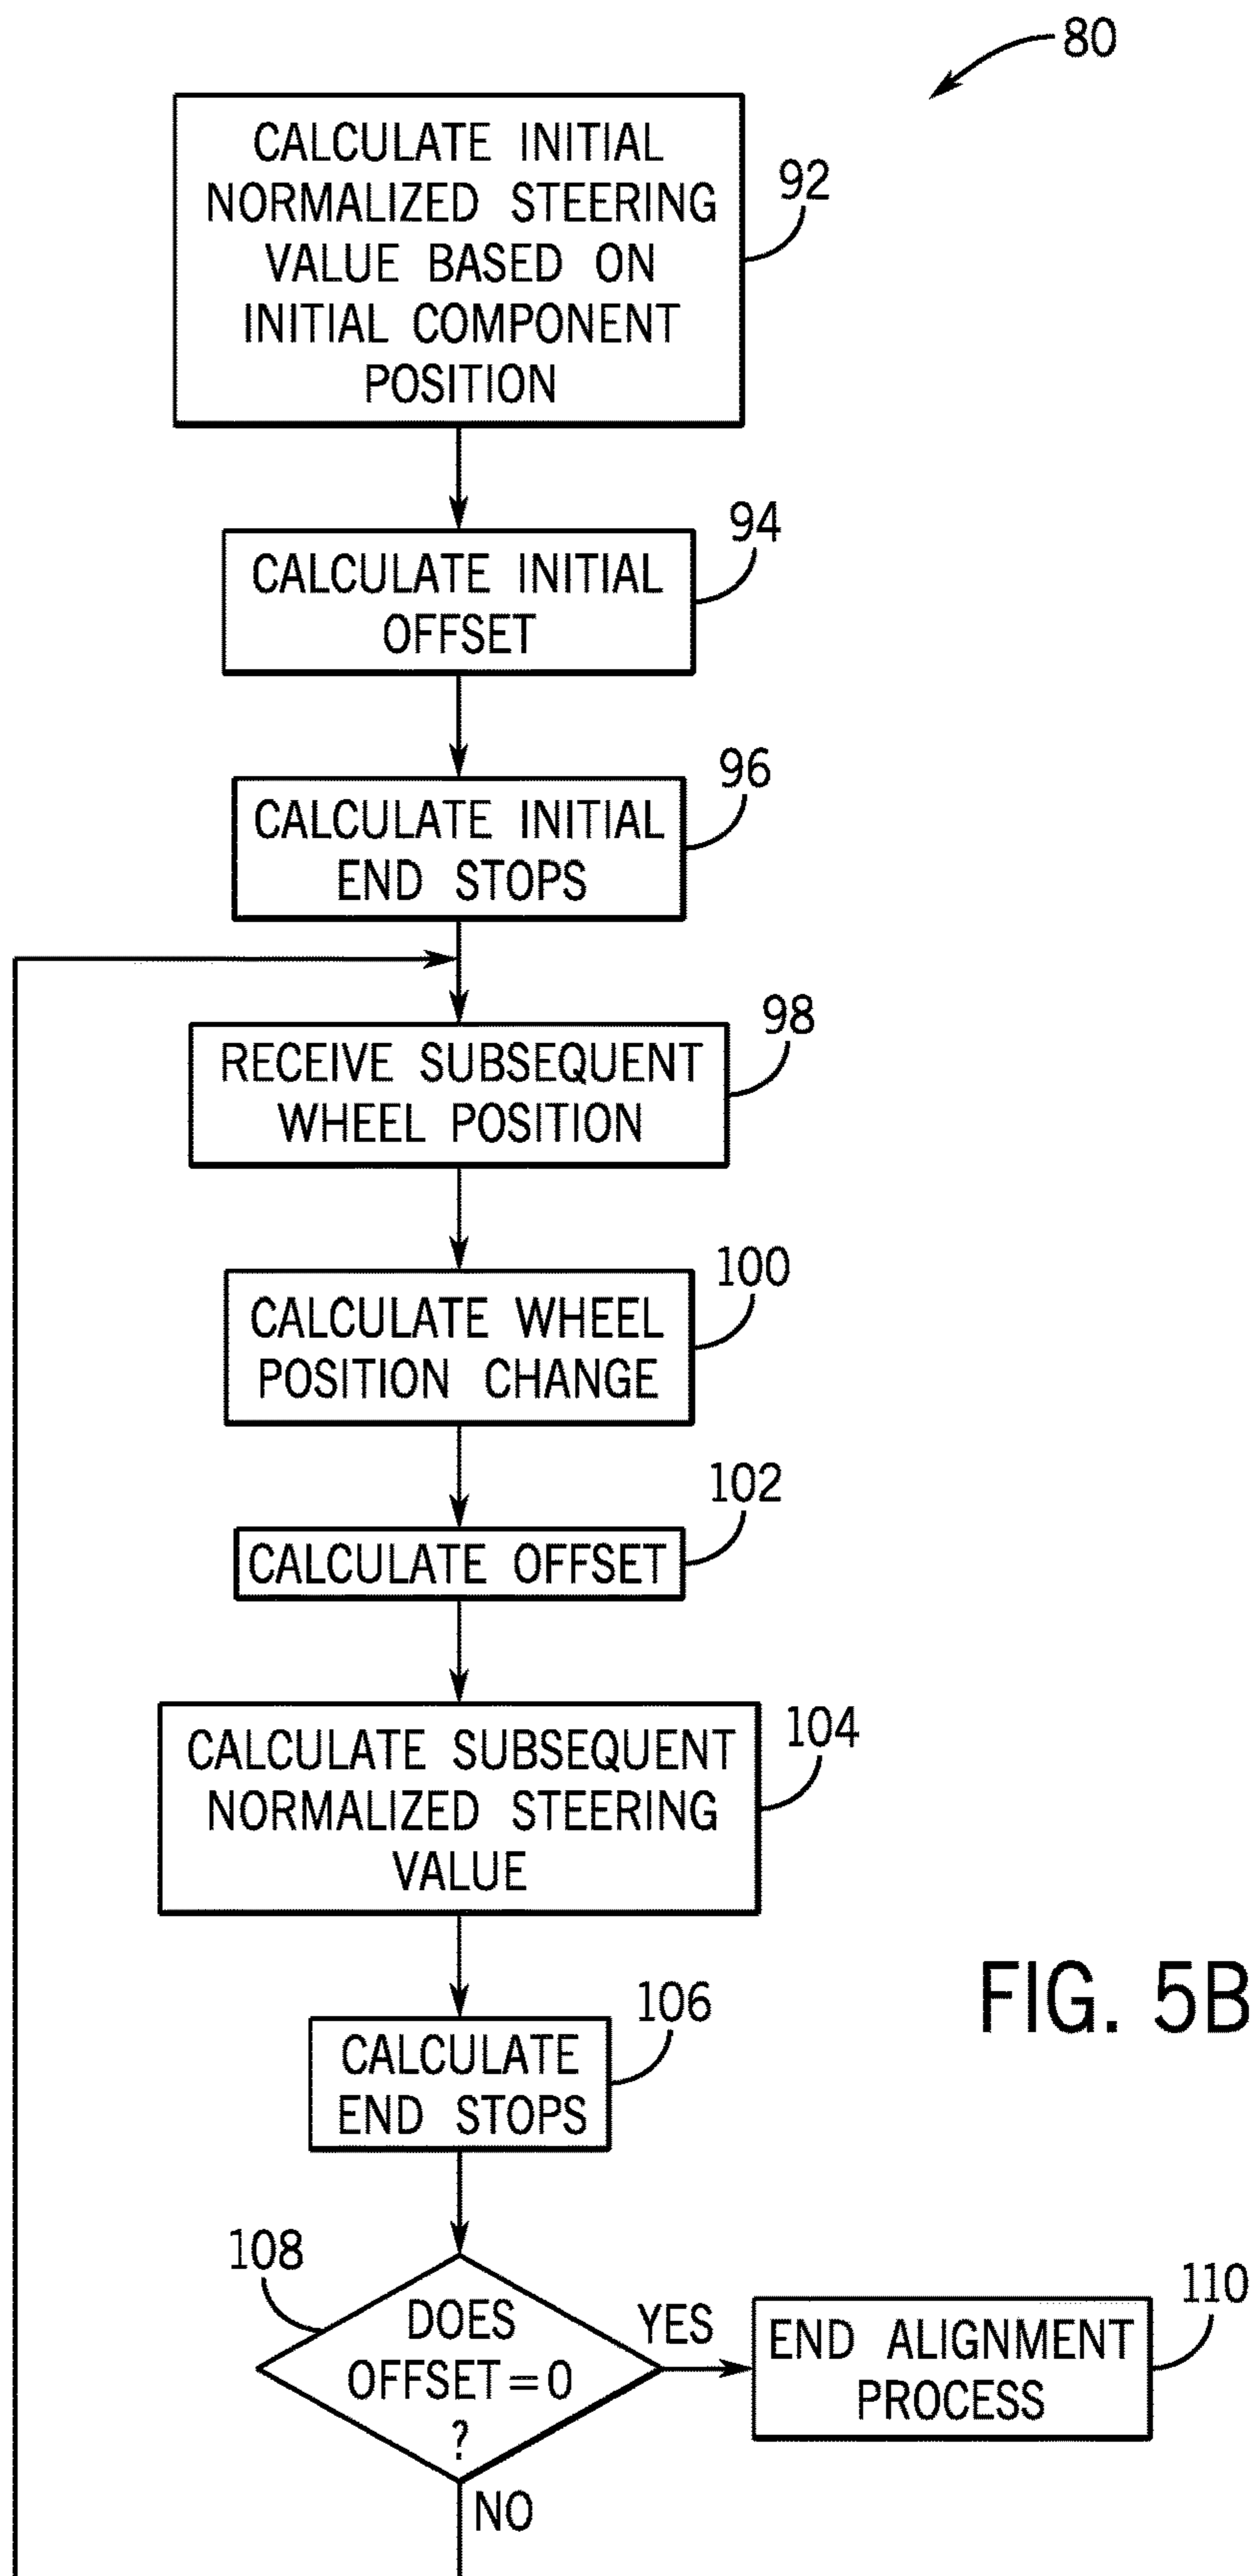 80
CALCULATE INITIAL
NORMALIZED STEERING
VALUE BASED ON
INITIAL COMPONENT
POSITION
92
CALCULATE INITIAL
OFFSET
94
CALCULATE INITIAL
END STOPS
96
RECEIVE SUBSEQUENT
WHEEL POSITION
98
CALCULATE WHEEL
POSITION CHANGE
100
CALCULATE OFFSET
102
CALCULATE SUBSEQUENT
NORMALIZED STEERING
VALUE
104
FIG. 5B
CALCULATE
END STOPS
106
108
DOES
OFFSET=0
?
YES
END ALIGNMENT
PROCESS
110
NO